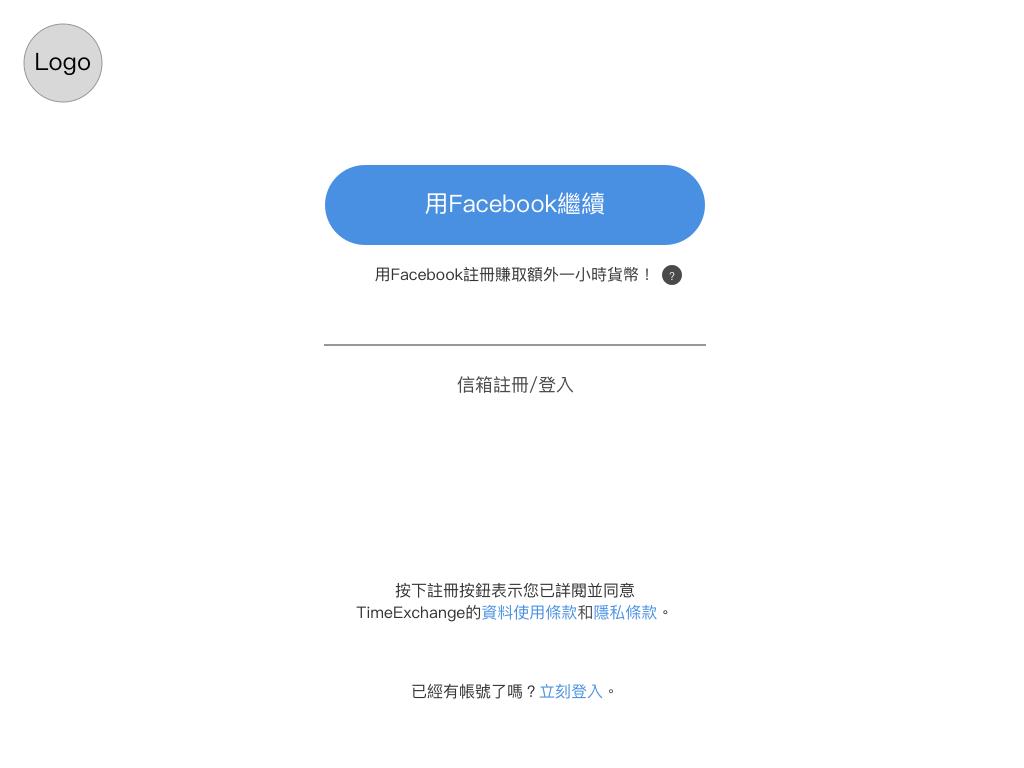 Logo
用Facebook繼續
用Facebook註冊賺取額外一小時貨幣！ ?
信箱註冊/登入
按下註冊按鈕表示您已詳閱並同意
TimeExchange的資料使用條款和隱私條款。
已經有帳號了嗎？立刻登入。